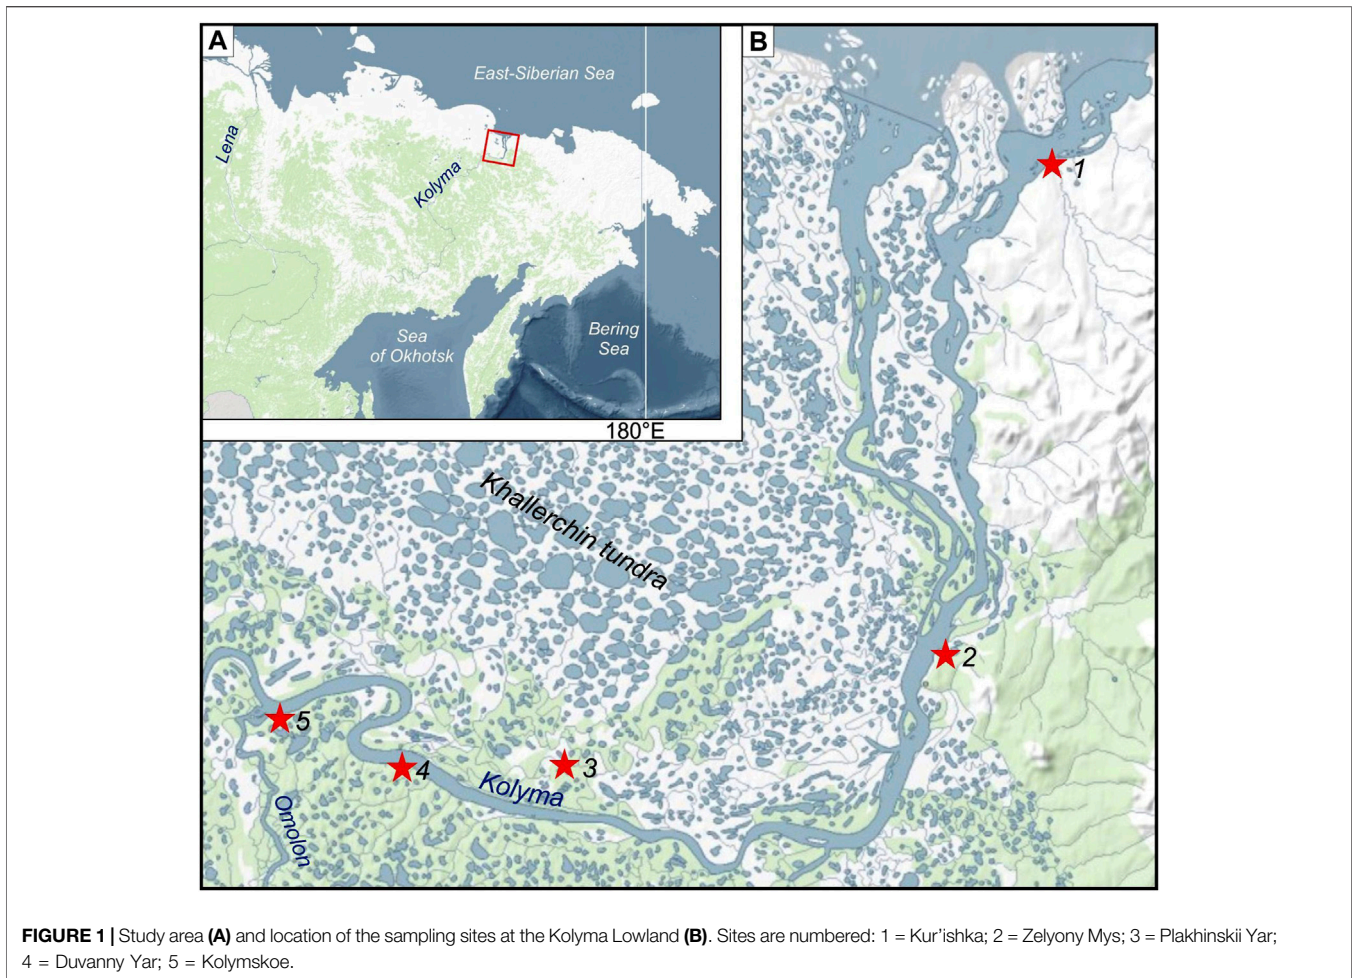 A
B
East-Siberian Sea
Lena
Kolyma
1
Sea
of Okhotsk
Bering
Sea
180°E
Khallerchin tundra
2
5
4
3
Kolyma
Omolon
FIGURE 1 | Study area (A) and location of the sampling sites at the Kolyma Lowland (B). Sites are numbered: 1 = Kur'ishka; 2 = Zelyony Mys; 3 = Plakhinskii Yar;
4 = Duvanny Yar; 5 = Kolymskoe.